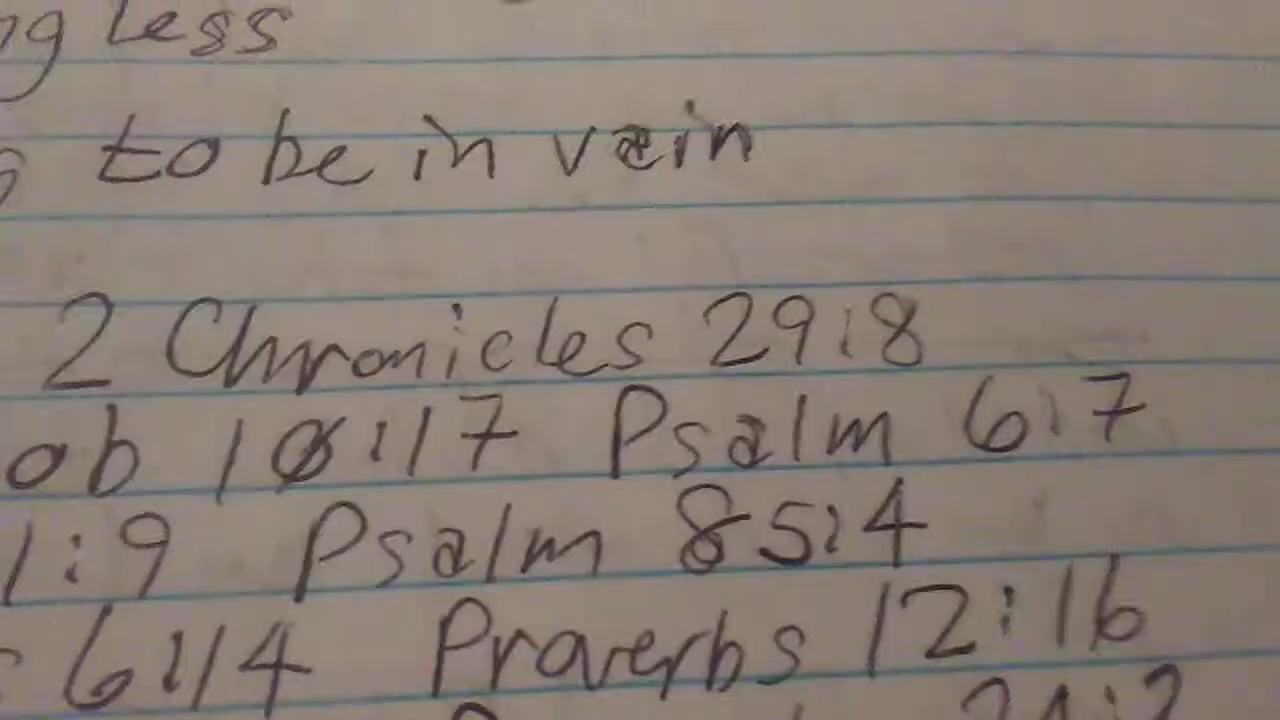 less
to be in vain
2 Chronicles 29:8
ob 10:17 Psalm 6:7
1:9 Psalm 85:4
6:14 Proverbs 12:16